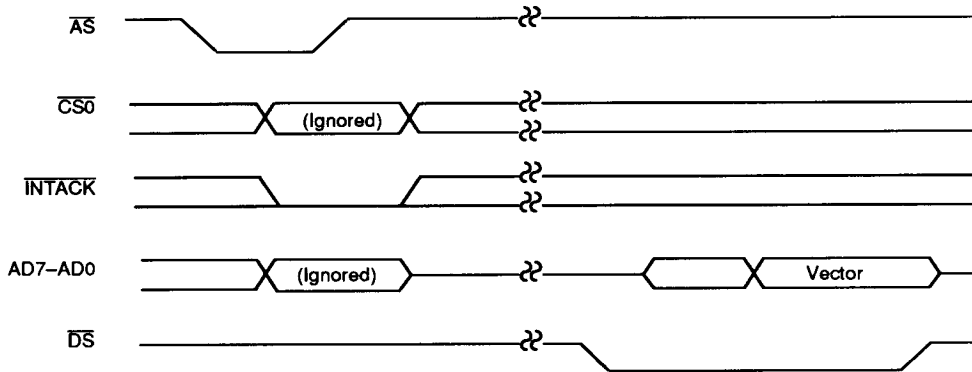 AS
CS0
(Ignored)
INTACK
AD7–AD0
(Ignored)
Vector
DS